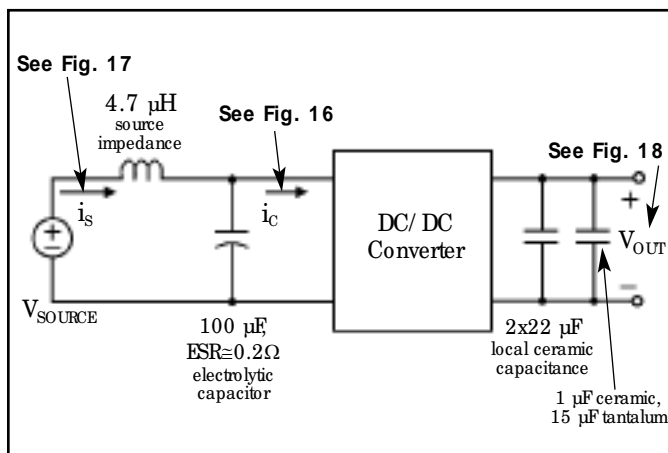 See Fig. 17
4.7 µH
source
impedance
See Fig. 16
See Fig. 18
iS
iC
DC/DC
Converter
+
VOUT
–
+
–
VSOURCE
100 µF,
ESR≅0.2Ω
electrolytic
capacitor
2x22 µF
local ceramic
capacitance
1 µF ceramic,
15 µF tantalum